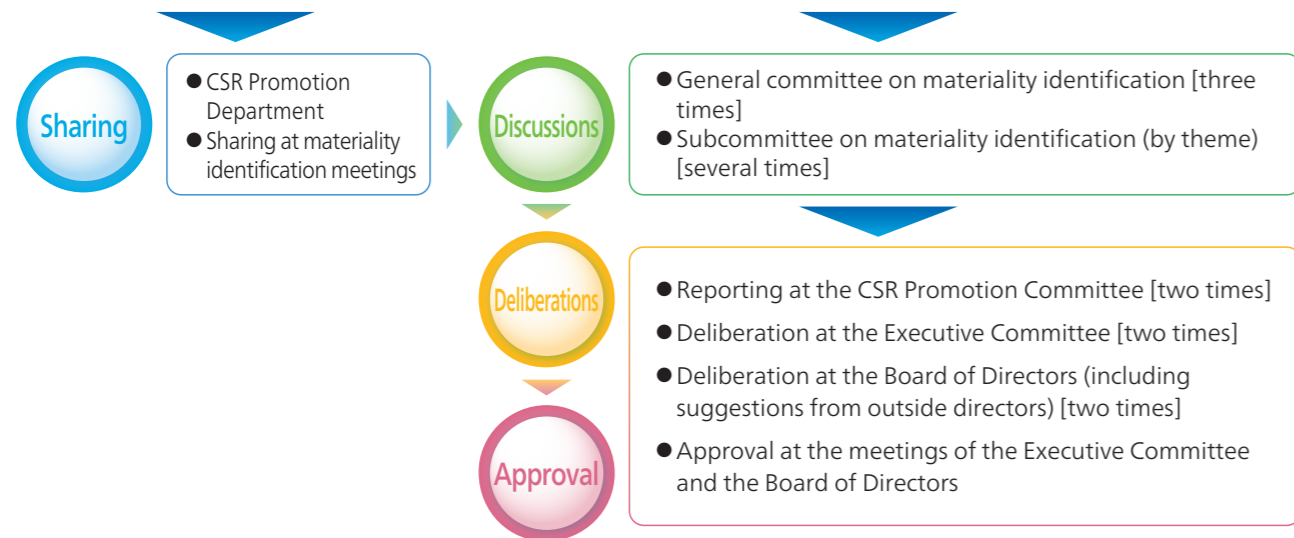 Sharing
● CSR Promotion
Department
● Sharing at materiality
identification meetings
Discussions
● General committee on materiality identification [three
times]
● Subcommittee on materiality identification (by theme)
[several times]
Deliberations
● Reporting at the CSR Promotion Committee [two times]
● Deliberation at the Executive Committee [two times]
● Deliberation at the Board of Directors (including
suggestions from outside directors) [two times]
Approval
● Approval at the meetings of the Executive Committee
and the Board of Directors